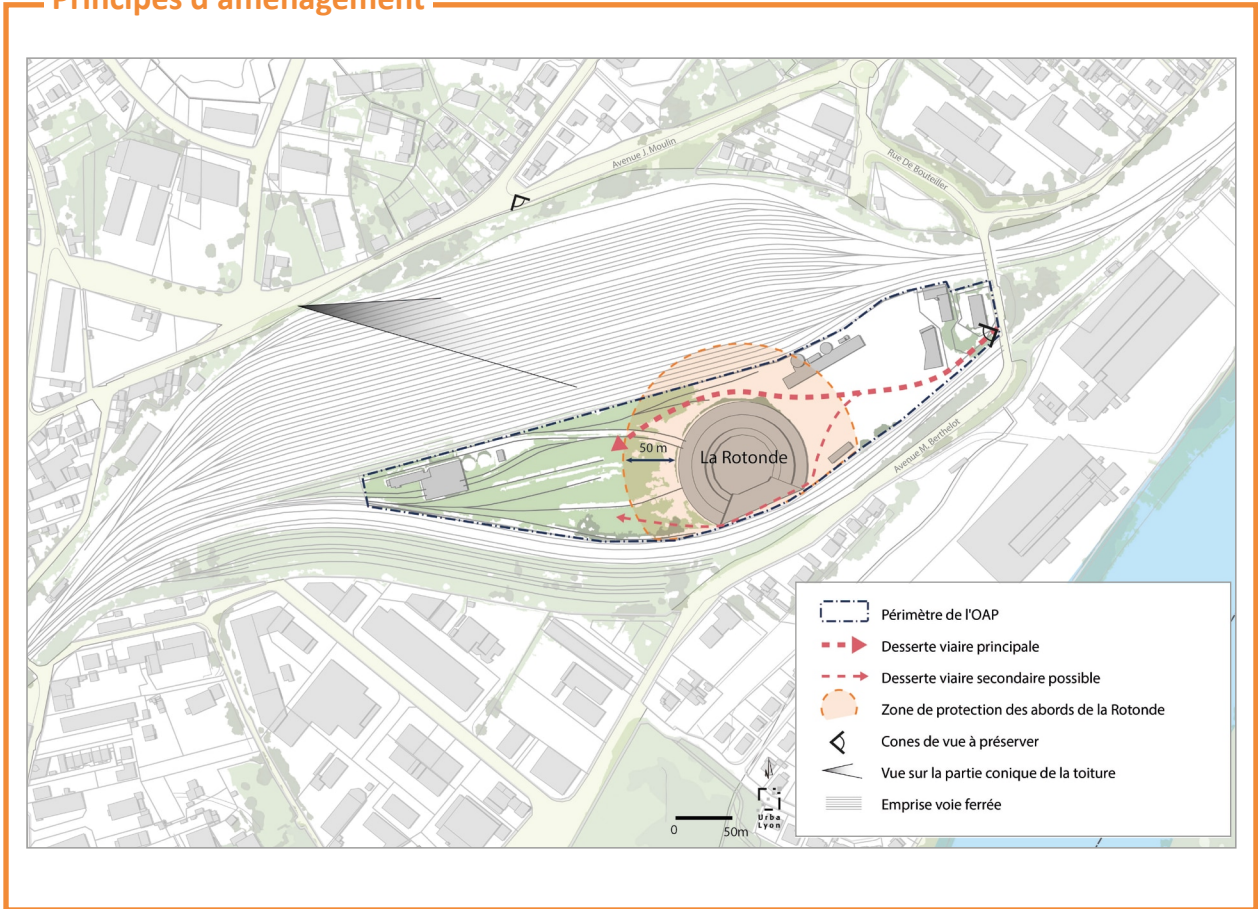 Principes d'aménagement
Avenue J. Moulin
Rue De Bouteiller
50 m
La Rotonde
Avenue M. Berthelot
Périmètre de l'OAP
Desserte viaire principale
Desserte viaire secondaire possible
Zone de protection des abords de la Rotonde
Cones de vue à préserver
Vue sur la partie conique de la toiture
Emprise voie ferrée
N
Urba
Lyon
0 50m